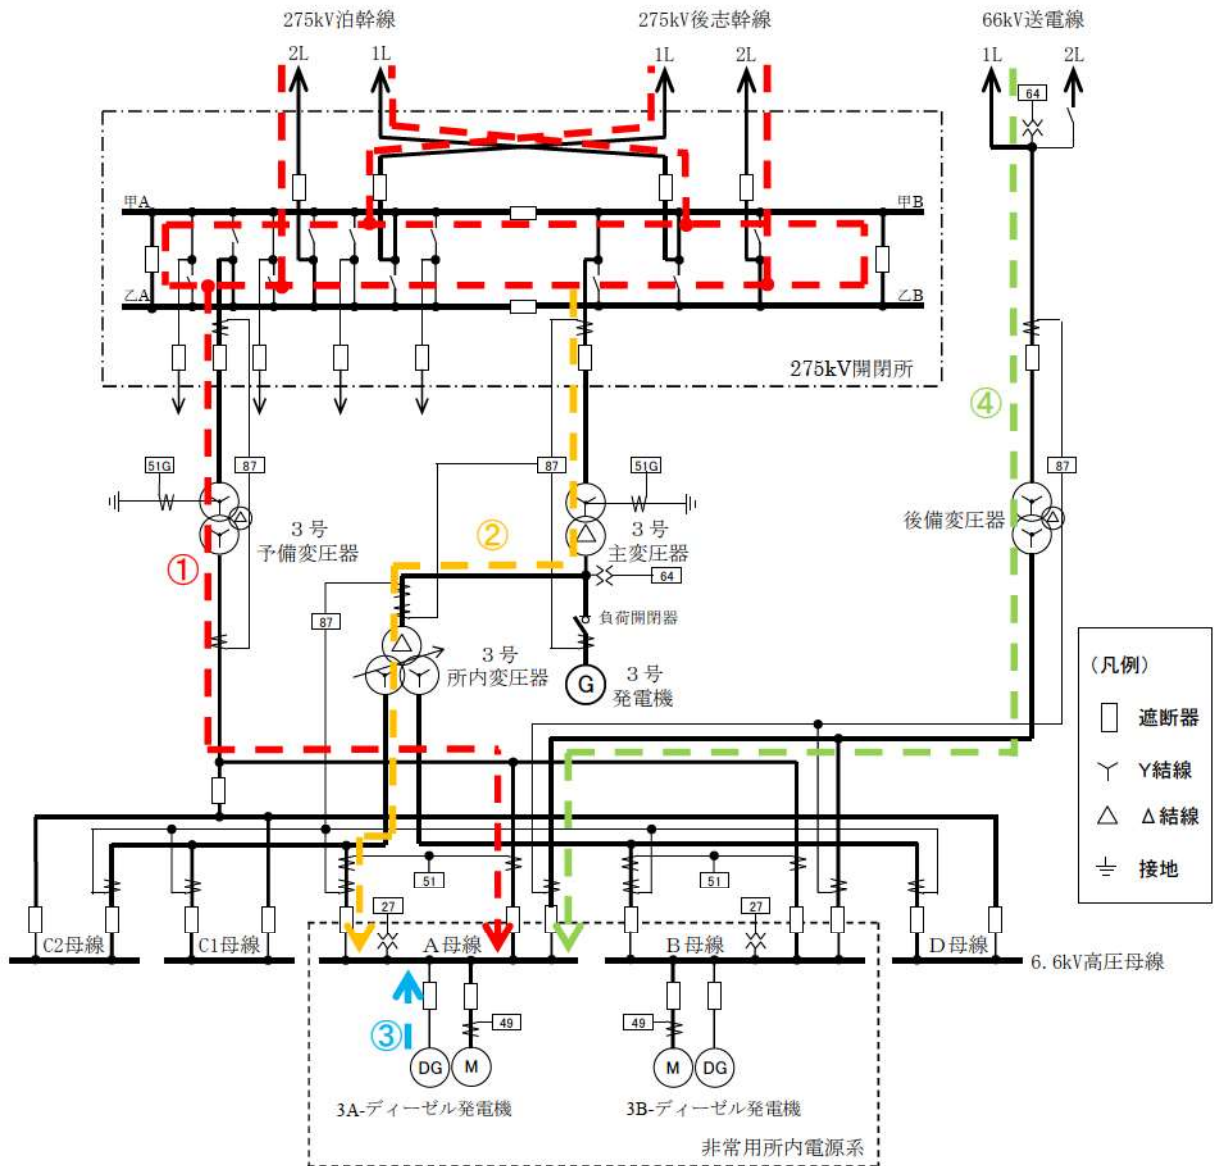 275kV泊幹線
275kV後志幹線
66kV送電線
2L
1L
1L
2L
1L
2L
64
甲A
甲B
乙A
乙B
275kV開閉所
④
51G
87
87
51G
87
3号
予備変圧器
3号
主変圧器
後備変圧器
①
②
64
87
負荷開閉器
3号
所内変圧器
G
3号
発電機
(凡例)
遮断器
Y結線
Δ結線
接地
51
51
27
27
C2母線
C1母線
A母線
B母線
D母線
6.6kV高圧母線
③
49
49
DG
M
M
DG
3A-ディーゼル発電機
3B-ディーゼル発電機
非常用所内電源系